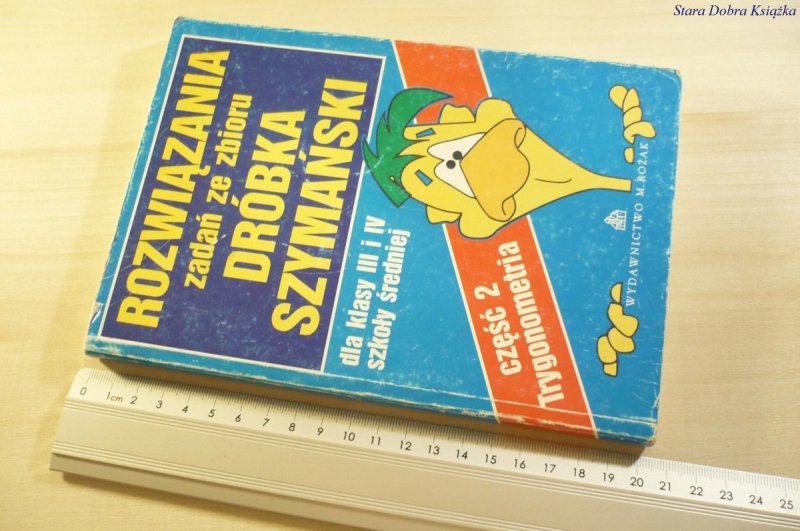 Stara Dobra Książka
ROZWIĄZANIA
zadań ze zbioru
DRÓBKA
SZYMAŃSKI
dla klasy III i IV
szkoły średniej
część 2
Trygonometria
WYDAWNICTWO M. ROŻAK
0 1cm 2 3 4 5 6 7 8 9 10 11 12 13 14 15 16 17 18 19 20 21 22 23 24 25